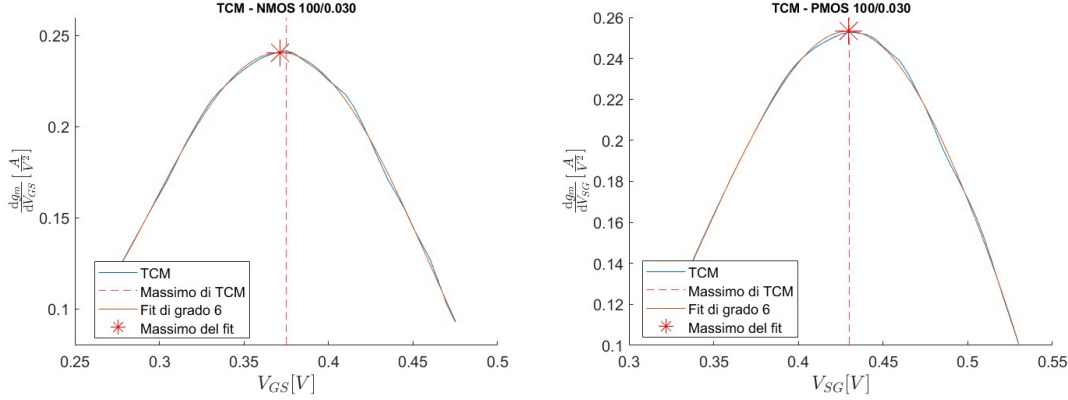 TCM - NMOS 100/0.030
dg_m/dV_GS [A/V²]
0.25
0.2
0.15
0.1
TCM
Massimo di TCM
Fit di grado 6
Massimo del fit
0.25 0.3 0.35 0.4 0.45 0.5
V_GS[V]
TCM - PMOS 100/0.030
dg_m/dV_SG [A/V²]
0.26
0.24
0.22
0.2
0.18
0.16
0.14
0.12
0.1
TCM
Massimo di TCM
Fit di grado 6
Massimo del fit
0.3 0.35 0.4 0.45 0.5 0.55
V_SG[V]